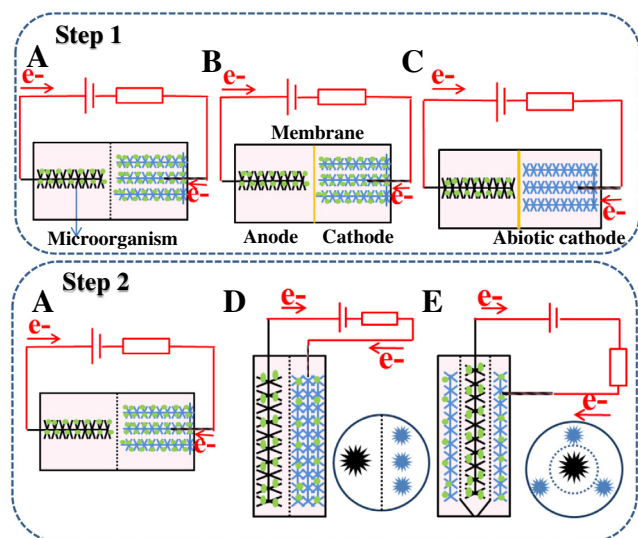 Step 1
A
B
C
e-
e-
e-
Membrane
e-
e-
e-
Microorganism
Anode
Cathode
Abiotic cathode
Step 2
A
D
E
e-
e-
e-
e-
e-
e-